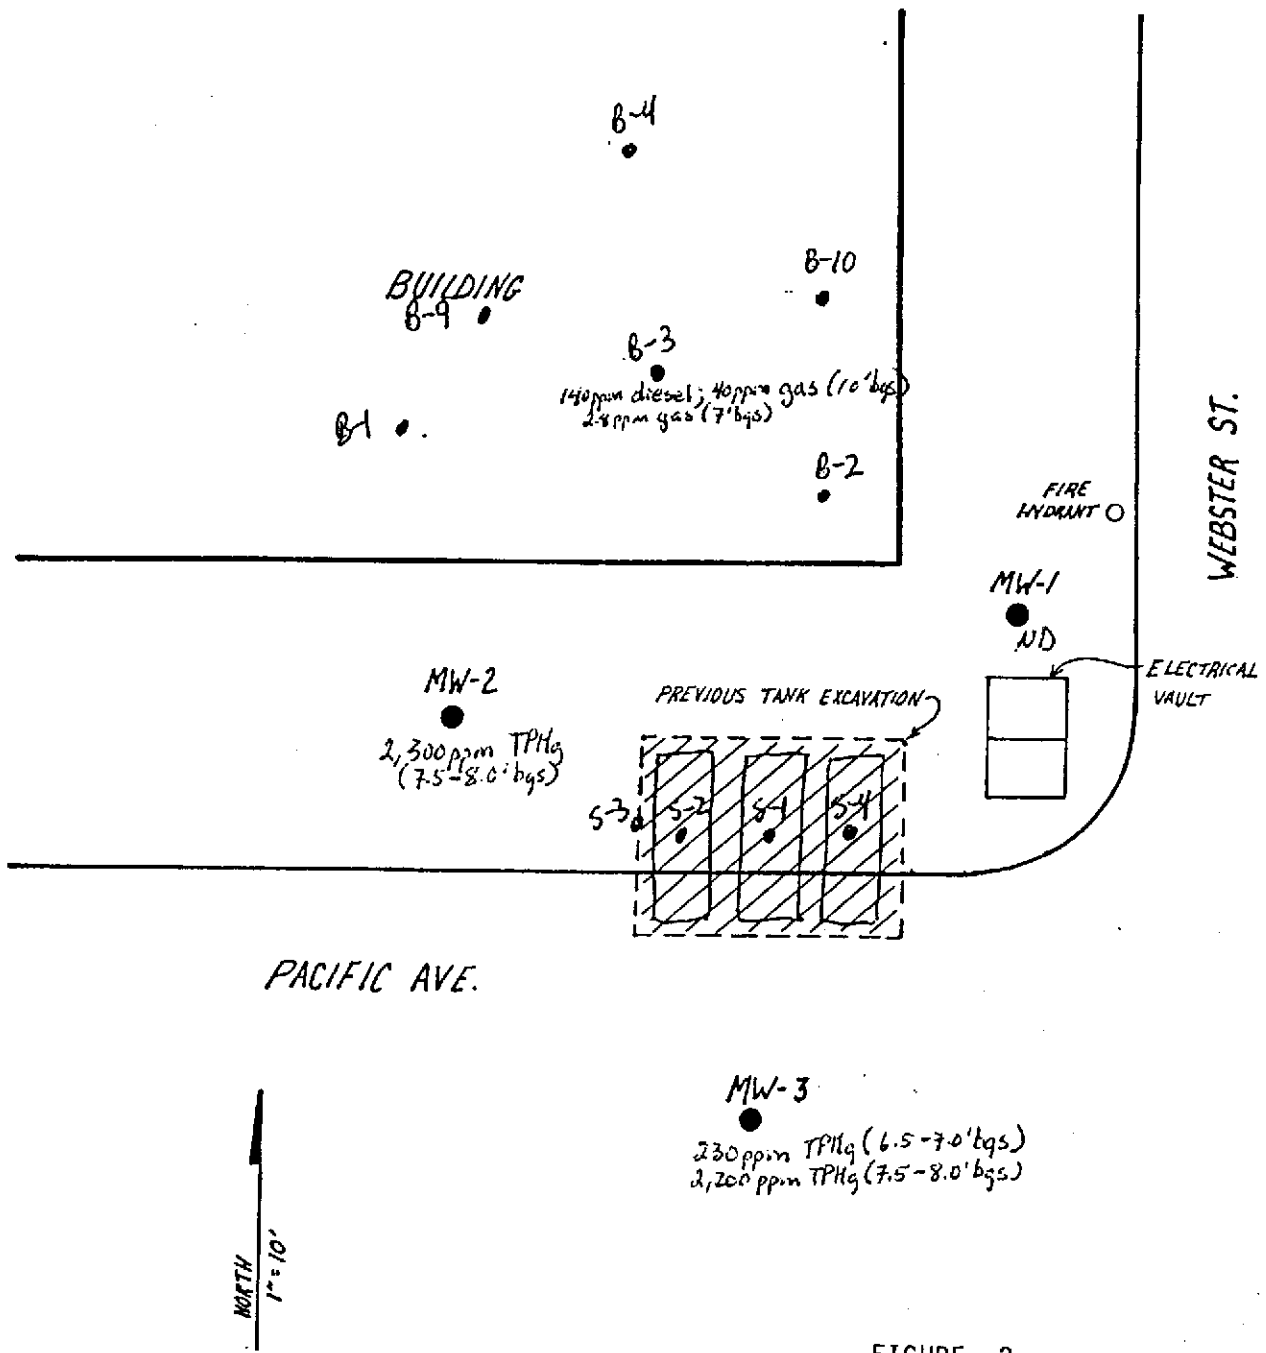 B-4
B-10
BUILDING
B-9
B-3
140ppm diesel; 40ppm gas (10'bgs)
2.8ppm gas (7'bgs)
B-1
B-2
FIRE
HYDRANT
WEBSTER ST.
MW-1
ND
ELECTRICAL
VAULT
MW-2
2,300ppm TPHg
(7.5-8.0'bgs)
PREVIOUS TANK EXCAVATION
S-3
S-2
S-1
S-4
PACIFIC AVE.
MW-3
230ppm TPHg (6.5-7.0'bgs)
2,200ppm TPHg (7.5-8.0'bgs)
NORTH
1"=10'
FIGURE